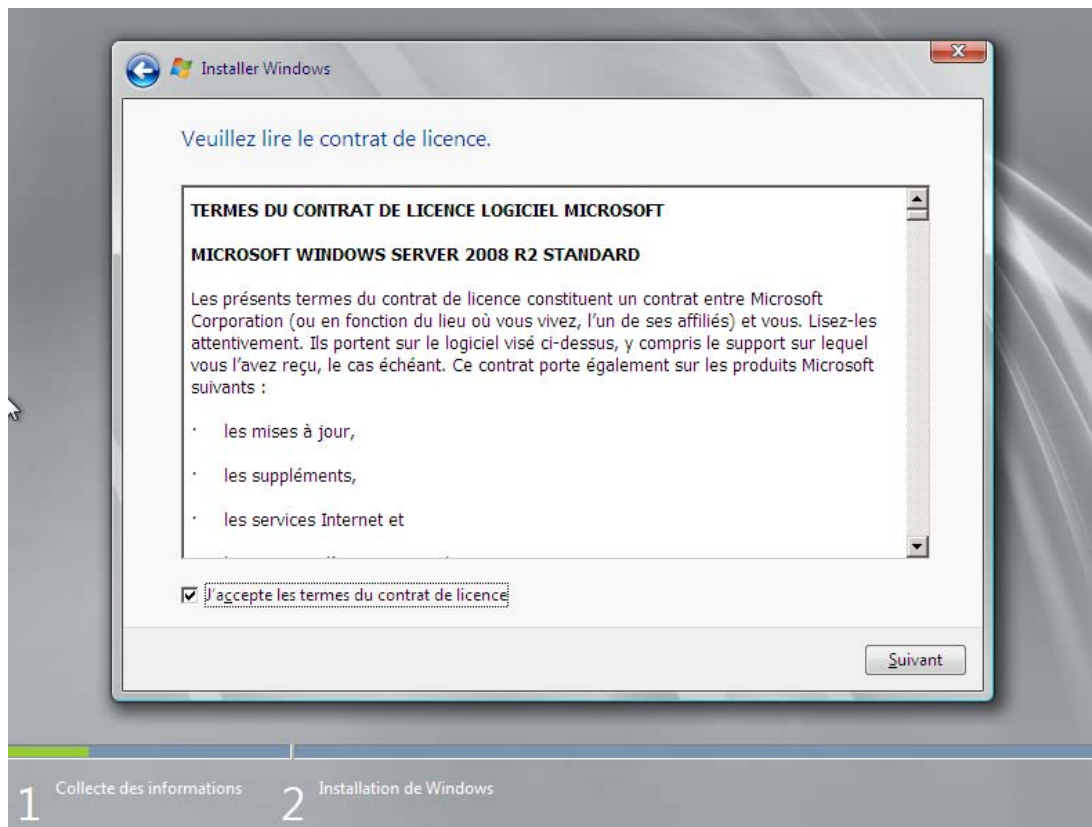 Installer Windows
Veuillez lire le contrat de licence.
TERMES DU CONTRAT DE LICENCE LOGICIEL MICROSOFT
MICROSOFT WINDOWS SERVER 2008 R2 STANDARD
Les présents termes du contrat de licence constituent un contrat entre Microsoft
Corporation (ou en fonction du lieu où vous vivez, l’un de ses affiliés) et vous. Lisez-les
attentivement. Ils portent sur le logiciel visé ci-dessus, y compris le support sur lequel
vous l’avez reçu, le cas échéant. Ce contrat porte également sur les produits Microsoft
suivants :
· les mises à jour,
· les suppléments,
· les services Internet et
J'accepte les termes du contrat de licence
Suivant
1 Collecte des informations
2 Installation de Windows